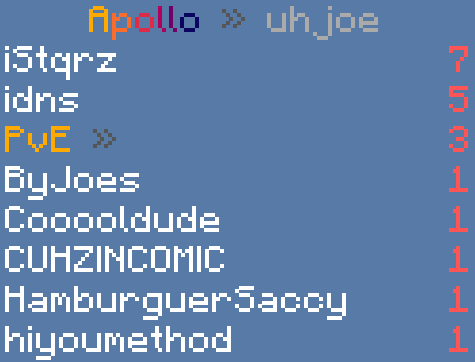 Apollo » uhjoe
iStqrz 7
idns 5
PvE » 3
ByJoes 1
Cooooldude 1
CUHZINCOMIC 1
HamburguerSaccy 1
hiyoumethod 1